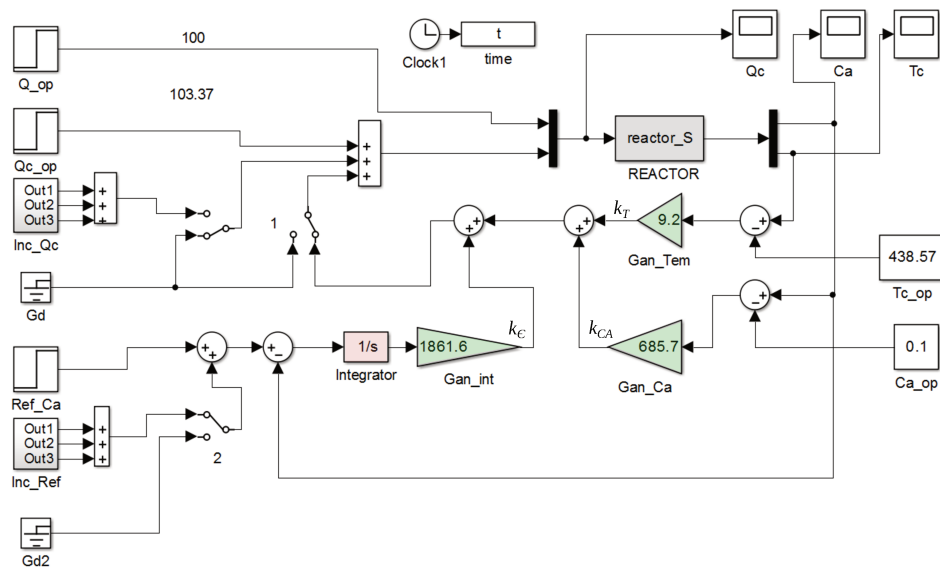 Q_op
100
Clock1
t
time
Qc
Ca
Tc
103.37
Qc_op
+
+
+
reactor_S
REACTOR
Out1
Out2
Out3
+
+
+
Inc_Qc
1
+
+
+
+
k_T
9.2
Gan_Tem
+
−
438.57
Tc_op
Gd
+
−
k_ϵ
k_CA
Ref_Ca
+
+
+
−
1/s
Integrator
1861.6
Gan_int
685.7
Gan_Ca
0.1
Ca_op
Out1
Out2
Out3
+
+
+
Inc_Ref
2
Gd2